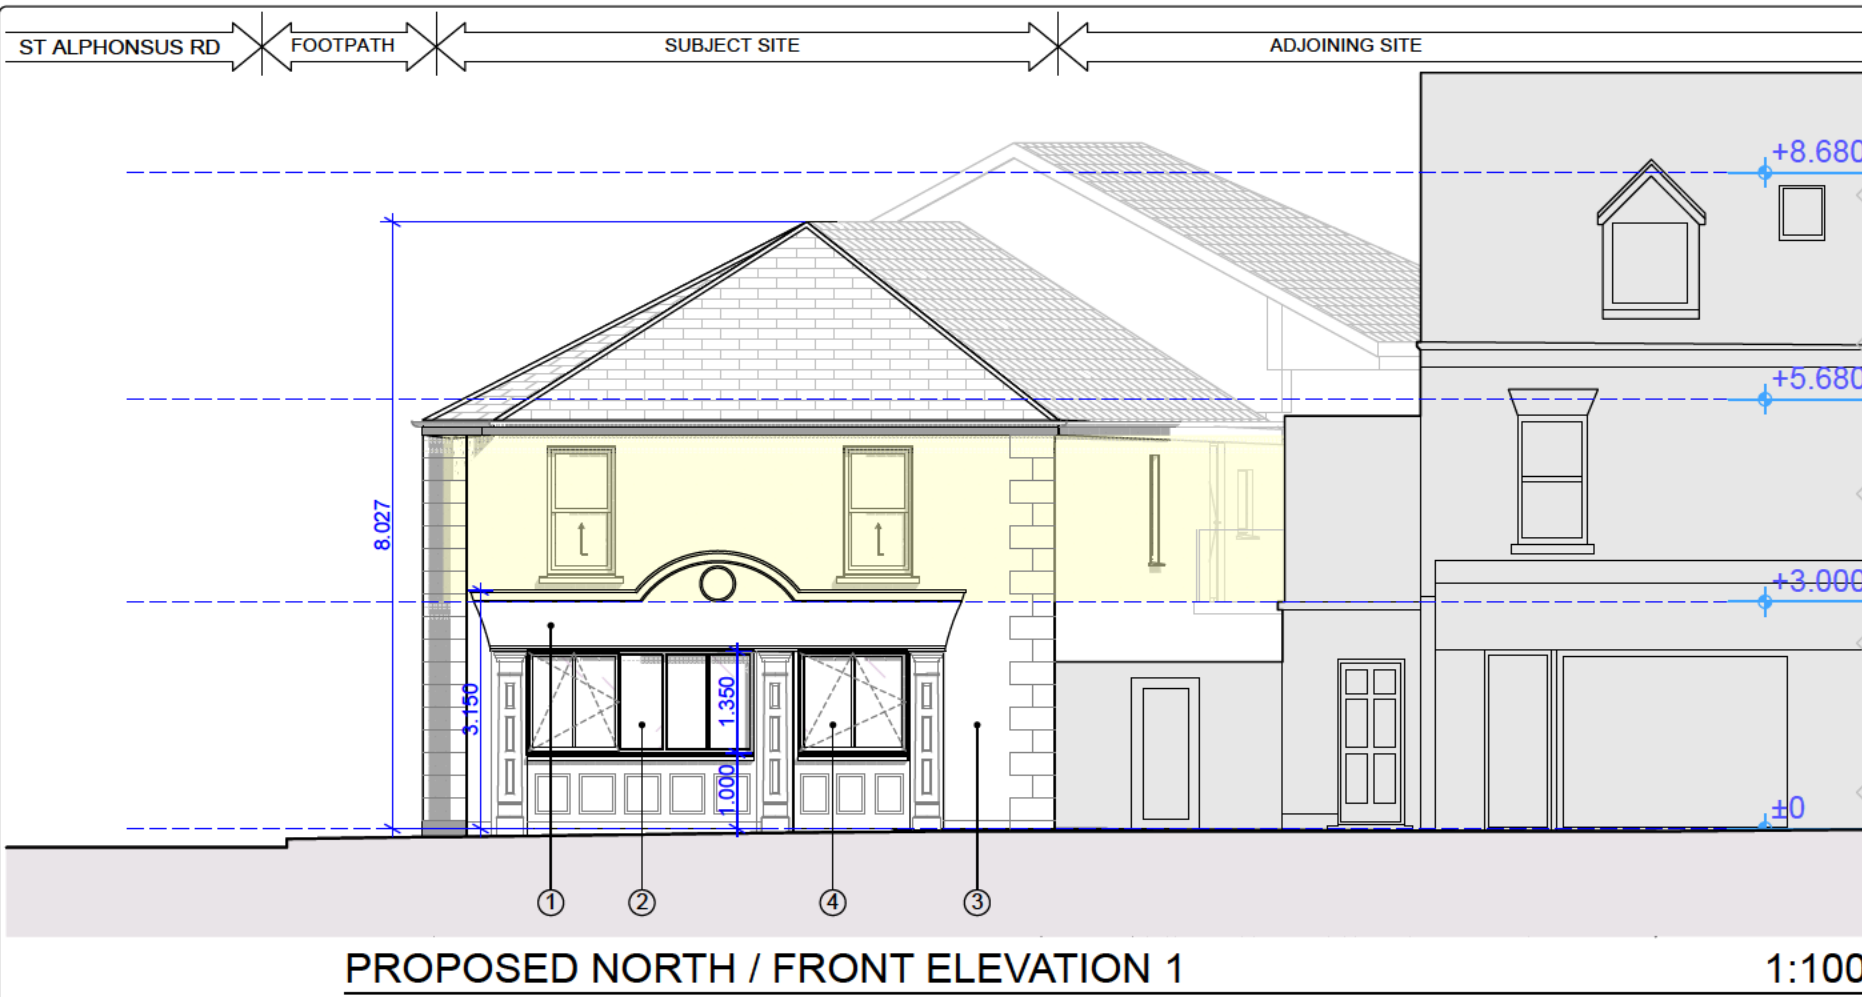 ST ALPHONSUS RD
FOOTPATH
SUBJECT SITE
ADJOINING SITE
+8.680
+5.680
8.027
+3.000
3.150
1.350
1.000
±0
1
2
4
3
PROPOSED NORTH / FRONT ELEVATION 1
1:100